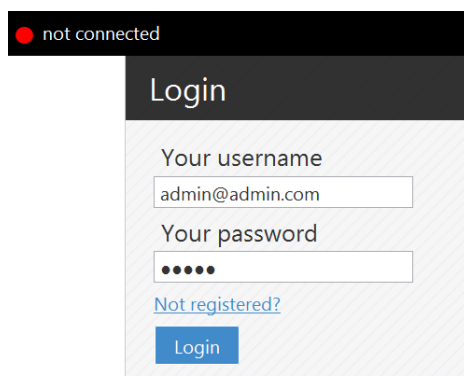 not connected
Login
Your username
admin@admin.com
Your password
•••••
Not registered?
Login